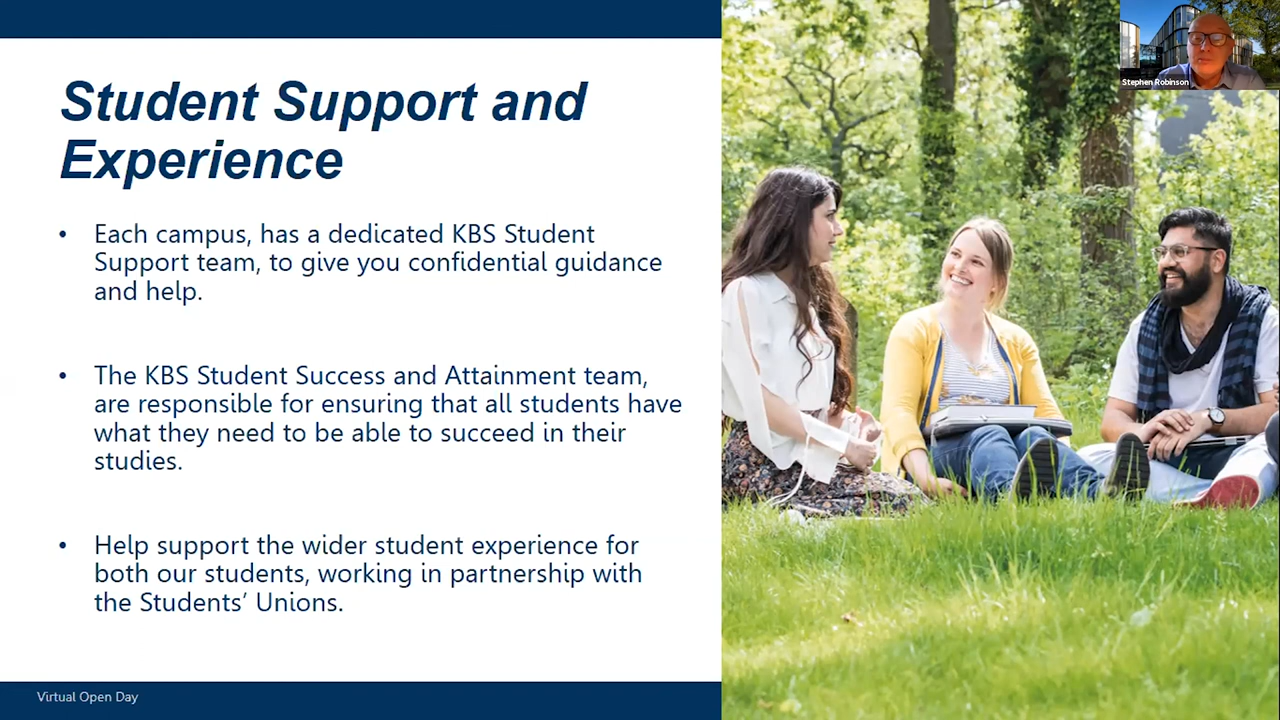 Student Support and
Experience
• Each campus, has a dedicated KBS Student
Support team, to give you confidential guidance
and help.
• The KBS Student Success and Attainment team,
are responsible for ensuring that all students have
what they need to be able to succeed in their
studies.
• Help support the wider student experience for
both our students, working in partnership with
the Students’ Unions.
Virtual Open Day
Stephen Robinson